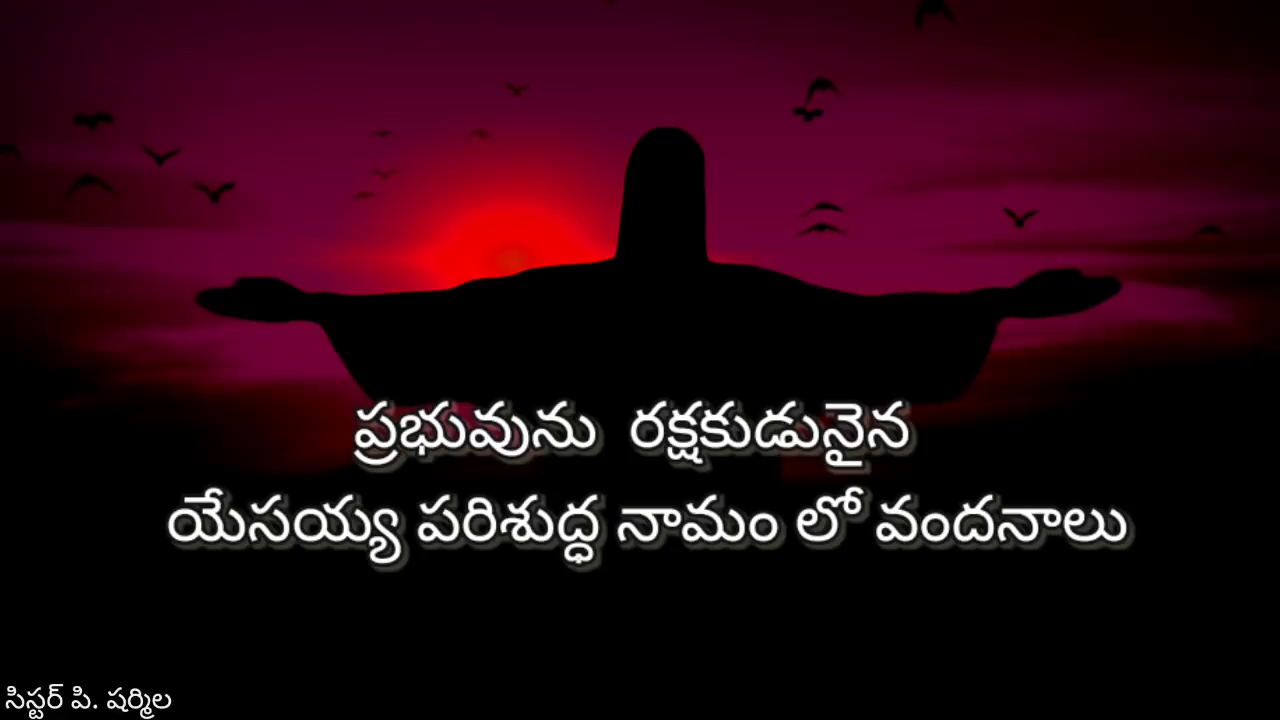 ప్రభువును  రక్షకుడునైన
యేసయ్య పరిశుద్ధ నామం లో వందనాలు
సిస్టర్ పి. షర్మిల